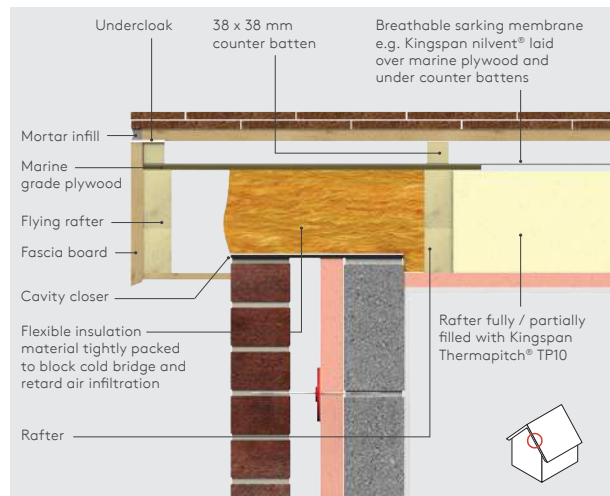 Undercloak
38 x 38 mm
counter batten
Breathable sarking membrane
e.g. Kingspan nilvent® laid
over marine plywood and
under counter battens
Mortar infill
Marine
grade plywood
Flying rafter
Fascia board
Cavity closer
Flexible insulation
material tightly packed
to block cold bridge and
retard air infiltration
Rafter
Rafter fully / partially
filled with Kingspan
Thermapitch® TP10